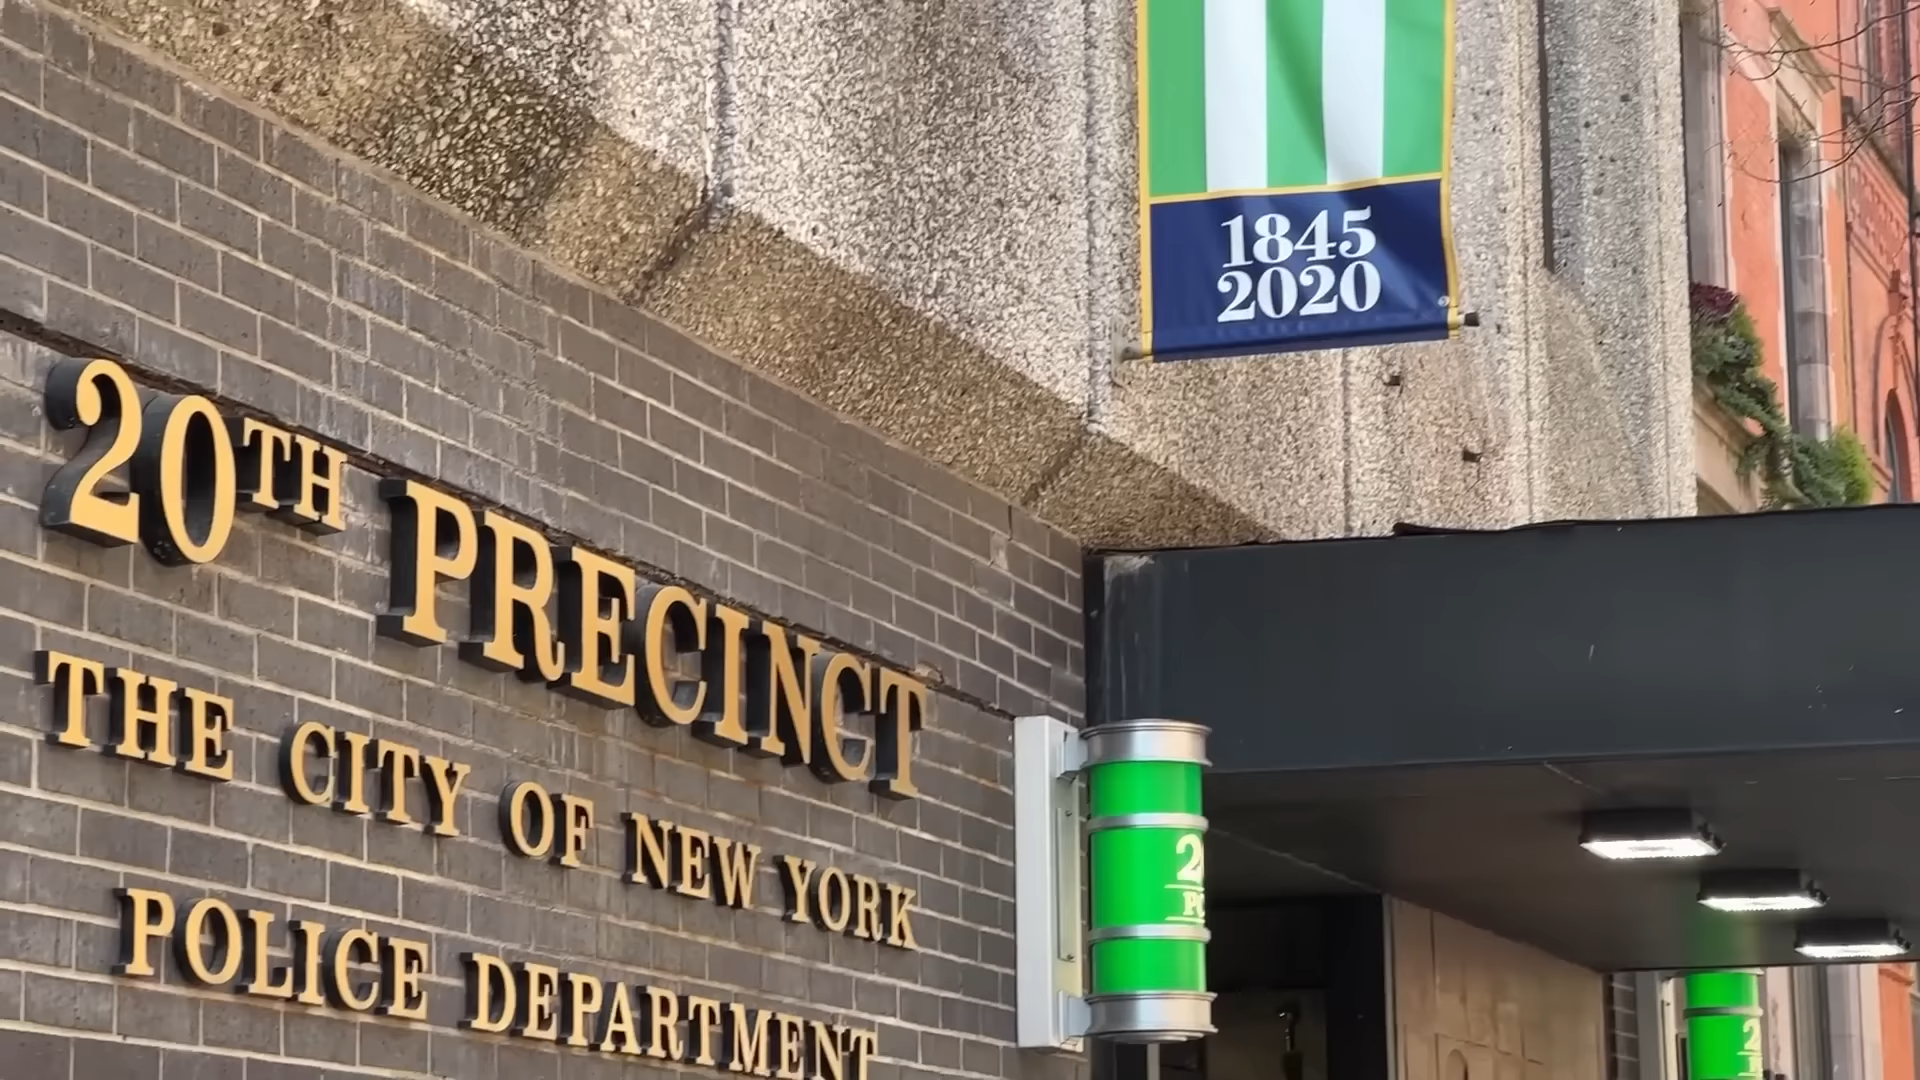 1845
2020
20TH PRECINCT
THE CITY OF NEW YORK
POLICE DEPARTMENT